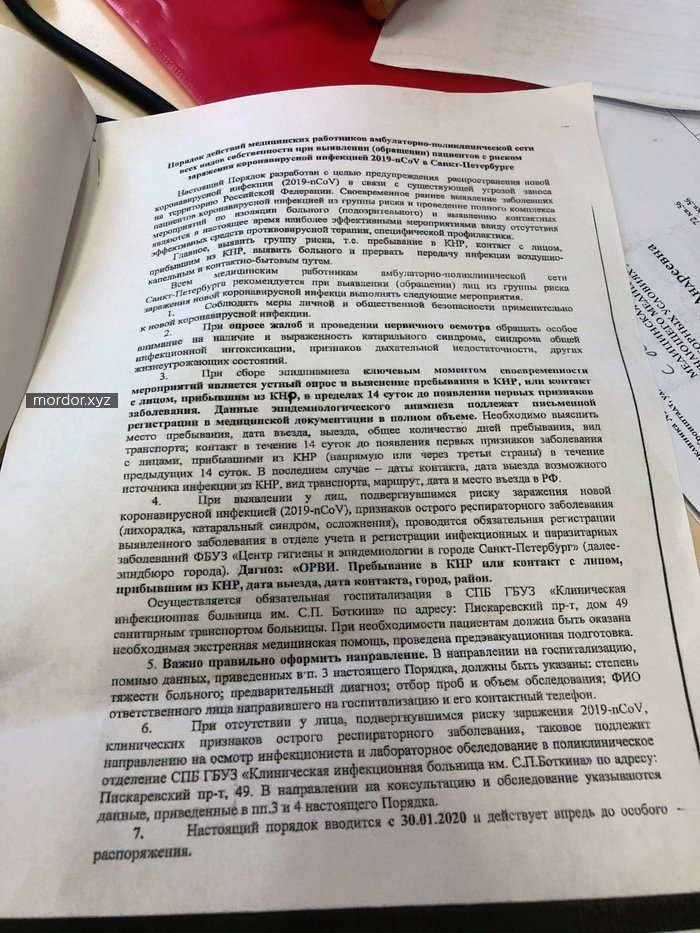 Порядок действий медицинских работников амбулаторно-поликлинической сети
всех видов собственности при выявлении (обращении) пациентов с риском
заражения коронавирусной инфекцией 2019-nCoV в Санкт-Петербурге
Настоящий Порядок разработан с целью предупреждения распространения новой
коронавирусной инфекции (2019-nCoV) в связи с существующей угрозой заноса
на территорию Российской Федерации. Своевременное раннее выявление заболевших
пациентов коронавирусной инфекцией из группы риска и проведение полного комплекса
мероприятий по изоляции больного (подозрительного) и выявлению контактных
являются в настоящее время наиболее эффективными мероприятиями ввиду отсутствия
эффективных средств противовирусной терапии, специфической профилактики.
Главное, выявить группу риска, т.е. пребывание в КНР, контакт с лицом,
прибывшим из КНР, выявить больного и прервать передачу инфекции воздушно-
капельным и контактно-бытовым путем.
Всем медицинским работникам амбулаторно-поликлинической сети
Санкт-Петербурга рекомендуется при выявлении (обращении) лиц из группы риска
заражения новой коронавирусной инфекци выполнять следующие мероприятия.
1. Соблюдать меры личной и общественной безопасности применительно
к новой коронавирусной инфекции.
2. При опросе жалоб и проведении первичного осмотра обращать особое
внимание на наличие и выраженность катарального синдрома, синдрома общей
инфекционной интоксикации, признаков дыхательной недостаточности, других
жизнеугрожающих состояний.
3. При сборе эпиданамнеза ключевым моментом своевременности
мероприятий является устный опрос и выяснение пребывания в КНР, или контакт
с лицом, прибывшим из КНР, в пределах 14 суток до появления первых признаков
заболевания. Данные эпидемиологического анамнеза подлежат письменной
регистрации в медицинской документации в полном объеме. Необходимо выяснить
место пребывания, дата въезда, выезда, общее количество дней пребывания, вид
транспорта; контакт в течение 14 суток до появления первых признаков заболевания
с лицами, прибывшими из КНР (напрямую или через третьи страны) в течение
предыдущих 14 суток. В последнем случае – даты контакта, дата выезда возможного
источника инфекции из КНР, вид транспорта, маршрут, дата и место въезда в РФ.
4. При выявлении у лиц, подвергнувшимся риску заражения новой
коронавирусной инфекцией (2019-nCoV), признаков острого респираторного заболевания
(лихорадка, катаральный синдром, осложнения), проводится обязательная регистрации
выявленного заболевания в отделе учета и регистрации инфекционных и паразитарных
заболеваний ФБУЗ «Центр гигиены и эпидемиологии в городе Санкт-Петербург» (далее-
эпидбюро города). Дагноз: «ОРВИ. Пребывание в КНР или контакт с лицом,
прибывшим из КНР, дата выезда, дата контакта, город, район.
Осуществляется обязательная госпитализация в СПБ ГБУЗ «Клиническая
инфекционная больница им. С.П. Боткина» по адресу: Пискаревский пр-т, дом 49
санитарным транспортом больницы. При необходимости пациентам должна быть оказана
необходимая экстренная медицинская помощь, проведена предэвакуационная подготовка.
5. Важно правильно оформить направление. В направлении на госпитализацию,
помимо данных, приведенных в п. 3 настоящего Порядка, должны быть указаны: степень
тяжести больного; предварительный диагноз; отбор проб и объем обследования; ФИО
ответственного лица направившего на госпитализацию и его контактный телефон.
6. При отсутствии у лица, подвергнувшимся риску заражения 2019-nCoV,
клинических признаков острого респираторного заболевания, таковое подлежит
направлению на осмотр инфекциониста и лабораторное обследование в поликлиническое
отделение СПБ ГБУЗ «Клиническая инфекционная больница им. С.П.Боткина» по адресу:
Пискаревский пр-т, 49. В направлении на консультацию и обследование указываются
данные, приведенные в пп.3 и 4 настоящего Порядка.
7. Настоящий порядок вводится с 30.01.2020 и действует впредь до особого
распоряжения.
mordor.xyz